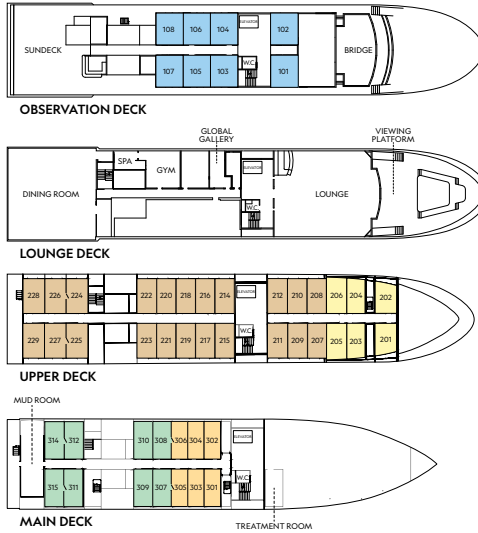 108 106 104 102
ELEVATOR
SUNDECK
BRIDGE
W.C.
107 105 103 101
OBSERVATION DECK
GLOBAL
GALLERY
VIEWING
PLATFORM
SPA
GYM
ELEVATOR
DINING ROOM
LOUNGE
W.C.
LOUNGE DECK
228 226 224 222 220 218 216 214 212 210 208 206 204 202
ELEVATOR
W.C.
229 227 225 223 221 219 217 215 211 209 207 205 203 201
UPPER DECK
MUD ROOM
314 312 310 308 306 304 302
ELEVATOR
W.C.
315 311 309 307 305 303 301
MAIN DECK
TREATMENT ROOM